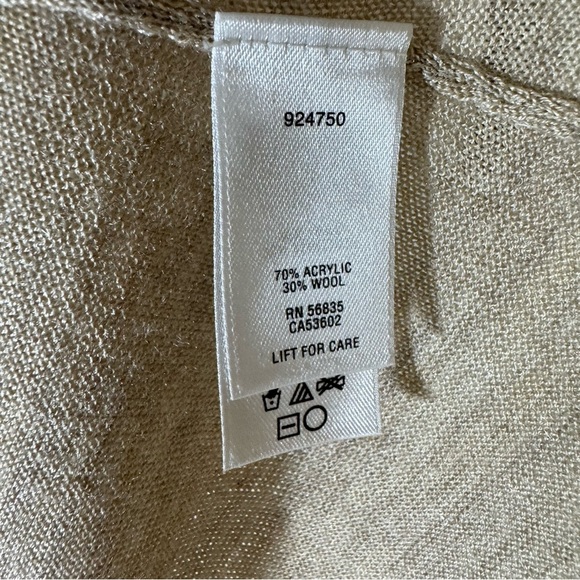 924750
70% ACRYLIC
30% WOOL
RN 56835
CA53602
LIFT FOR CARE